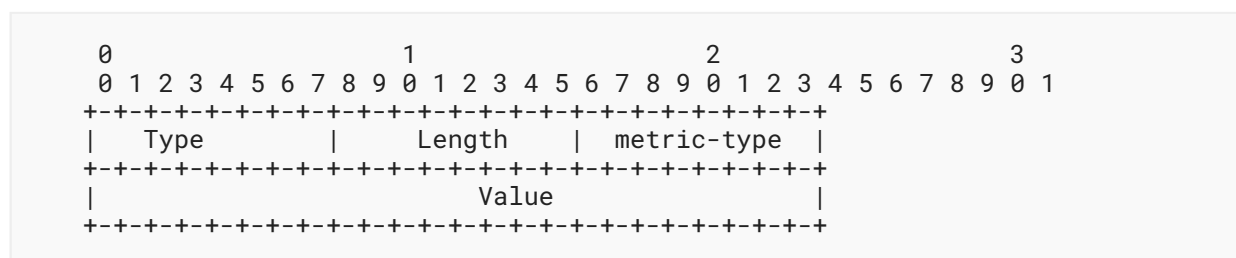 0                   1                   2                   3
 0 1 2 3 4 5 6 7 8 9 0 1 2 3 4 5 6 7 8 9 0 1 2 3 4 5 6 7 8 9 0 1
+-+-+-+-+-+-+-+-+-+-+-+-+-+-+-+-+-+-+-+-+-+-+-+-+
|   Type        |     Length    |  metric-type  |
+-+-+-+-+-+-+-+-+-+-+-+-+-+-+-+-+-+-+-+-+-+-+-+-+
|                         Value                 |
+-+-+-+-+-+-+-+-+-+-+-+-+-+-+-+-+-+-+-+-+-+-+-+-+